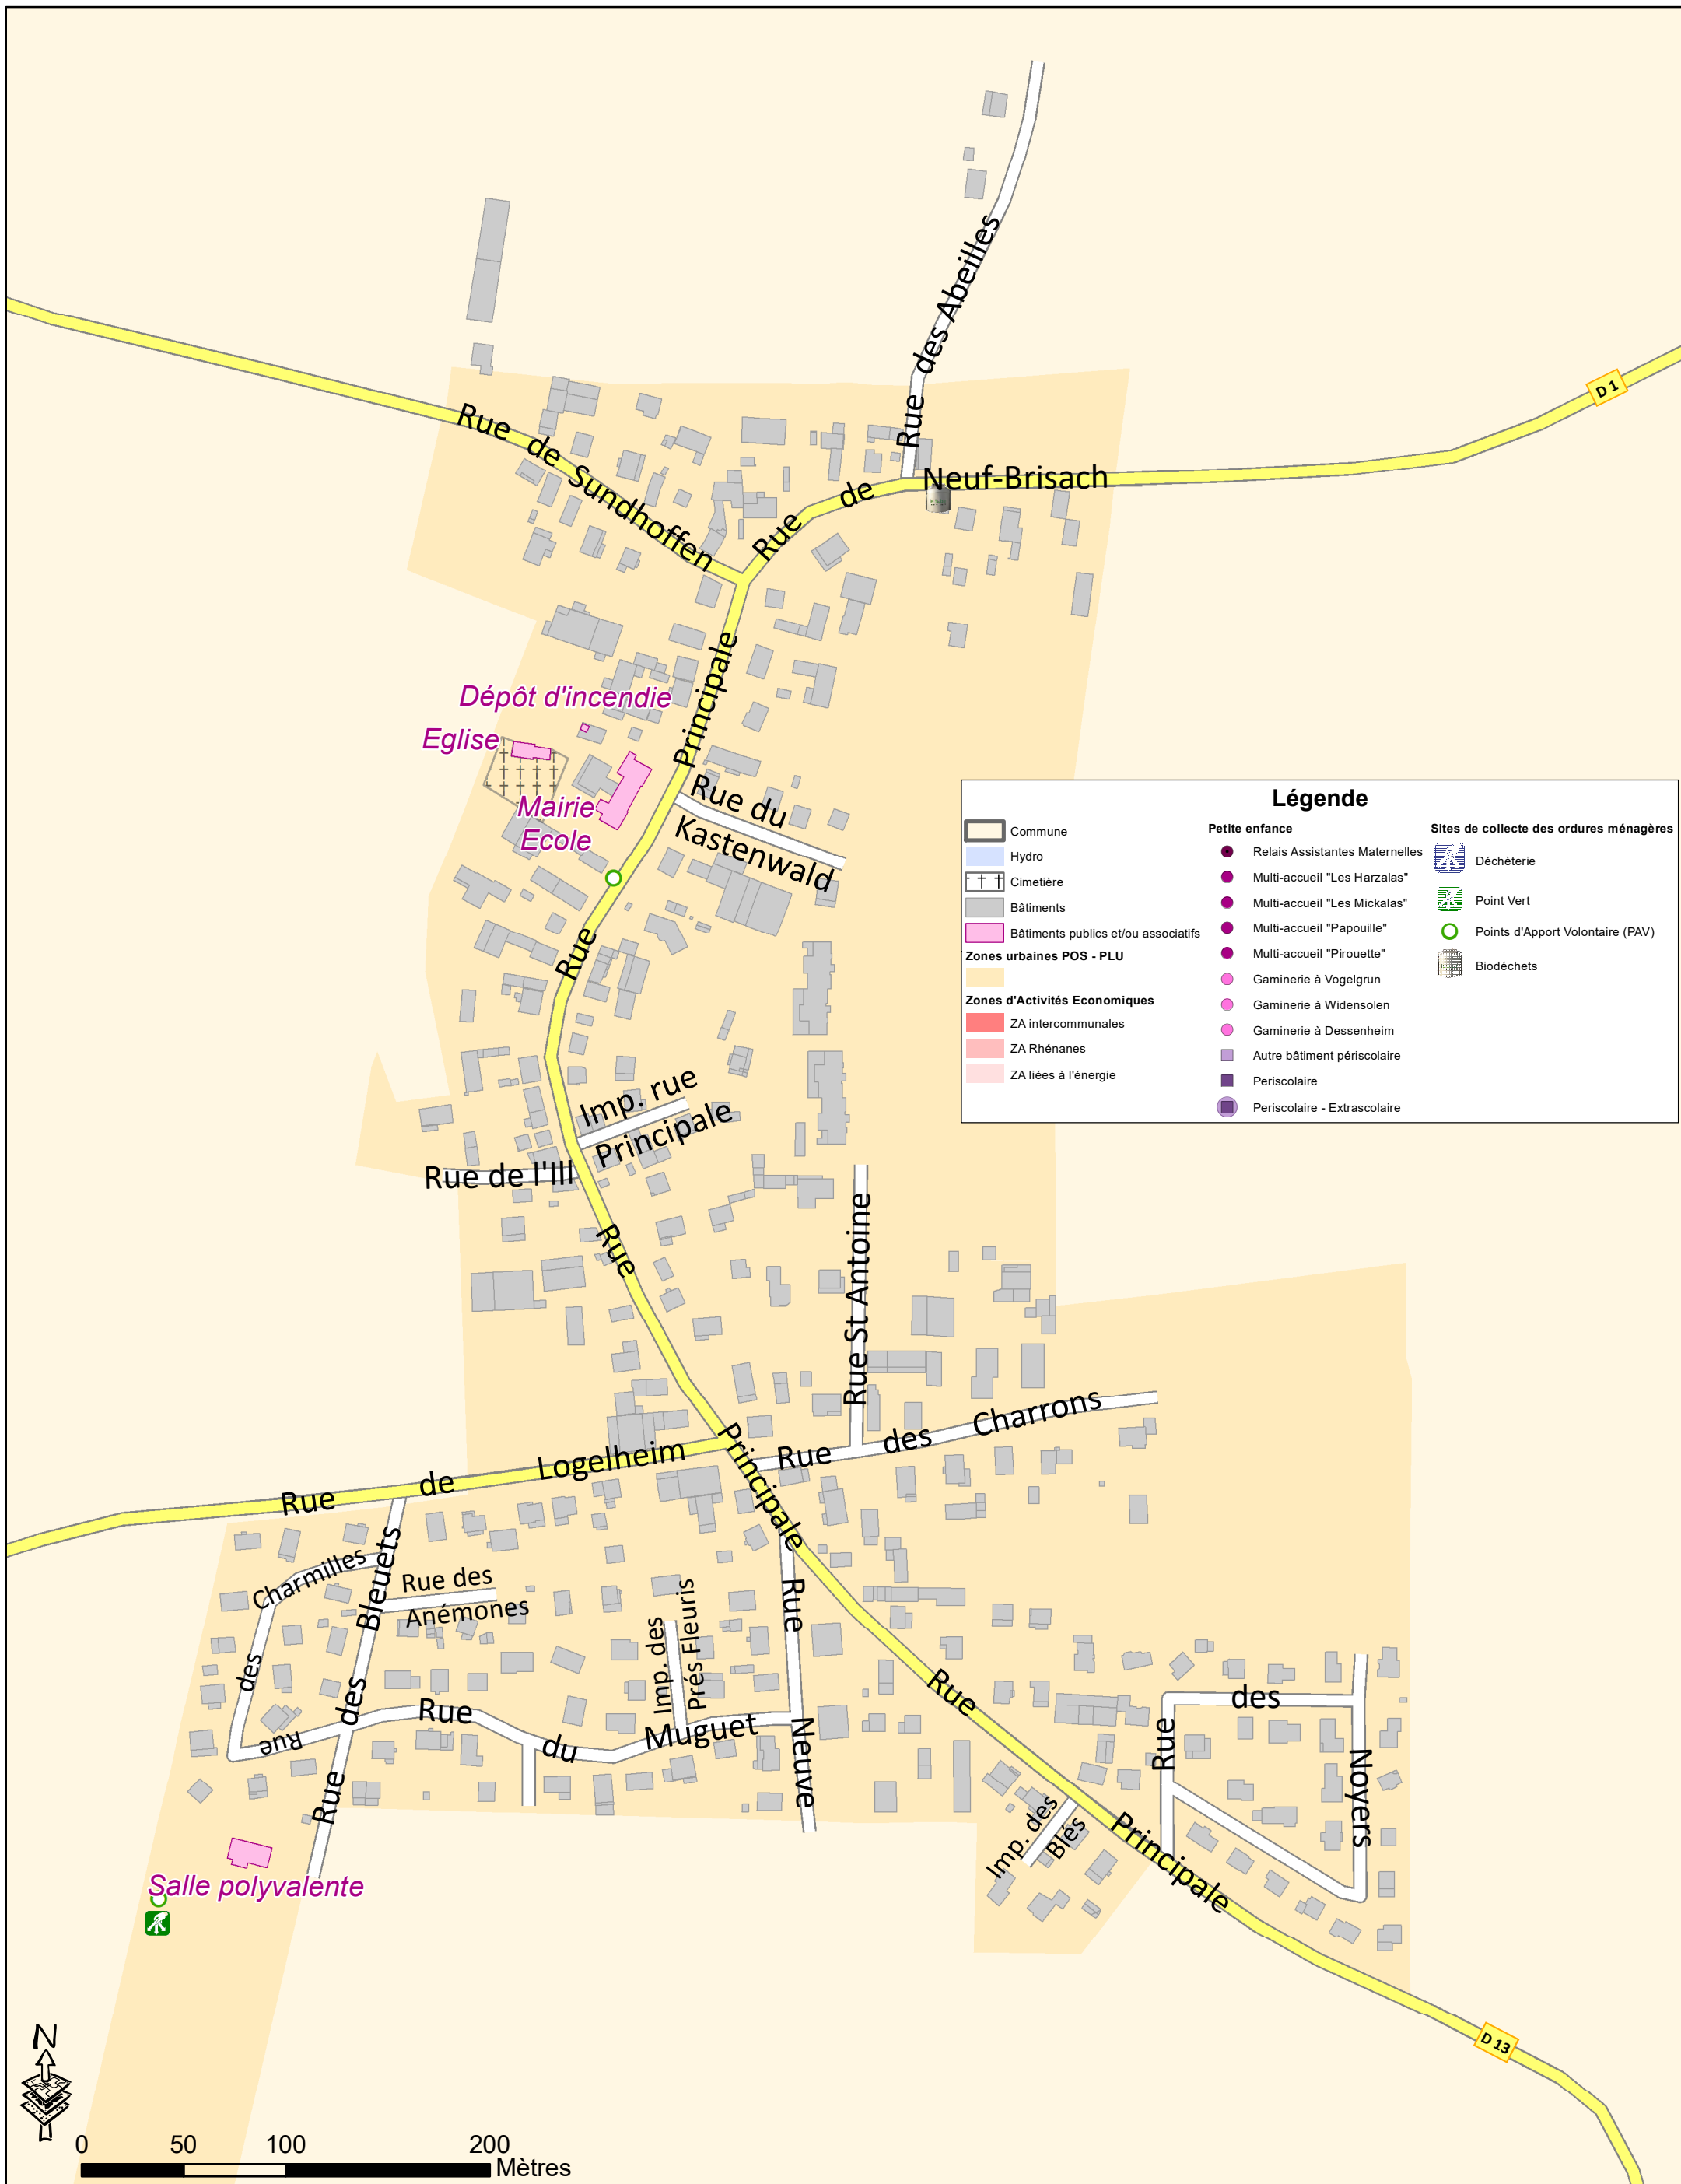 Rue des Abeilles
D 1
Rue de Sundhoffen
Rue de Neuf-Brisach
Principale
Dépôt d'incendie
Eglise
Mairie
Ecole
Rue du
Kastenwald
Rue
Légende
Commune
Hydro
Cimetière
Bâtiments
Bâtiments publics et/ou associatifs
Zones urbaines POS - PLU
Zones d'Activités Economiques
ZA intercommunales
ZA Rhénanes
ZA liées à l'énergie
Petite enfance
Relais Assistantes Maternelles
Multi-accueil "Les Harzalas"
Multi-accueil "Les Mickalas"
Multi-accueil "Papouille"
Multi-accueil "Pirouette"
Gaminerie à Vogelgrun
Gaminerie à Widensolen
Gaminerie à Dessenheim
Autre bâtiment périscolaire
Periscolaire
Periscolaire - Extrascolaire
Sites de collecte des ordures ménagères
Déchèterie
Point Vert
Points d'Apport Volontaire (PAV)
Biodéchets
Imp. rue
Principale
Rue de l'Ill
Rue
Principale
Rue St Antoine
Rue des Charrons
Rue de Logelheim
Rue des Charmilles
Rue des Bleuets
Rue des
Anémones
Imp. des
Prés Fleuris
Rue Neuve
Rue du Muguet
Rue Principale
Rue des Noyers
Imp. des
Blés
Salle polyvalente
D 13
N
0 50 100 200
Mètres